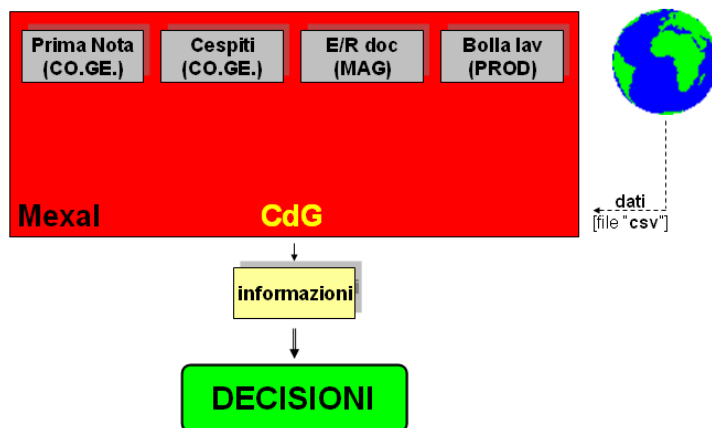 Prima Nota
(CO.GE.)
Cespiti
(CO.GE.)
E/R doc
(MAG)
Bolla lav
(PROD)
Mexal
CdG
dati
[file "csv"]
informazioni
DECISIONI